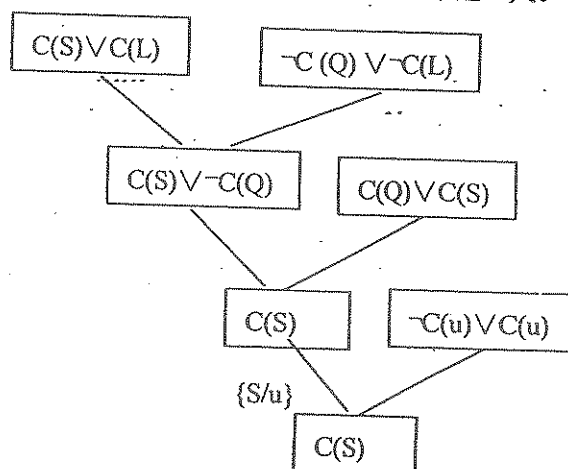 C(S)∨C(L)
¬C(Q)∨¬C(L)
C(S)∨¬C(Q)
C(Q)∨C(S)
C(S)
¬C(u)∨C(u)
{S/u}
C(S)